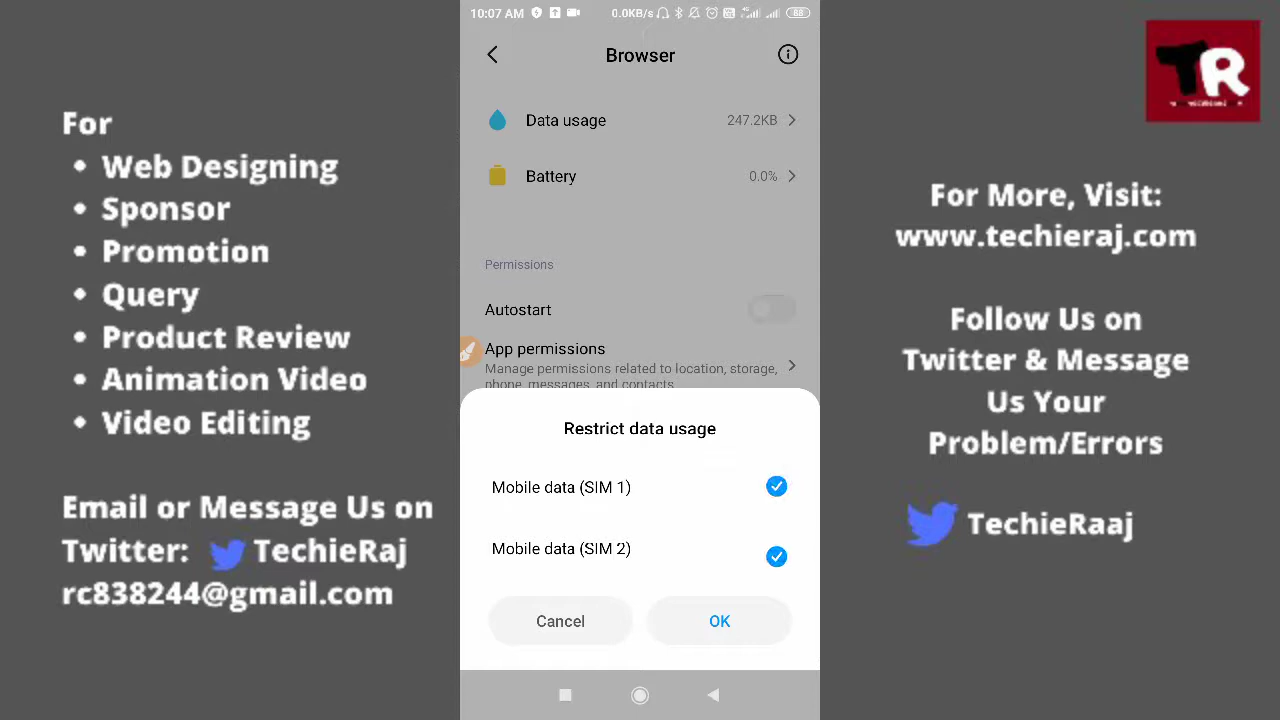 For
• Web Designing
• Sponsor
• Promotion
• Query
• Product Review
• Animation Video
• Video Editing
Email or Message Us on
Twitter: TechieRaj
rc838244@gmail.com
10:07 AM 0.0KB/s 4G 88
Browser
Data usage 247.2KB
Battery 0.0%
Permissions
Autostart
App permissions
Manage permissions related to location, storage,
phone, messages, and contacts
Restrict data usage
Mobile data (SIM 1)
Mobile data (SIM 2)
Cancel OK
TR
For More, Visit:
www.techieraj.com
Follow Us on
Twitter & Message
Us Your
Problem/Errors
TechieRaaj